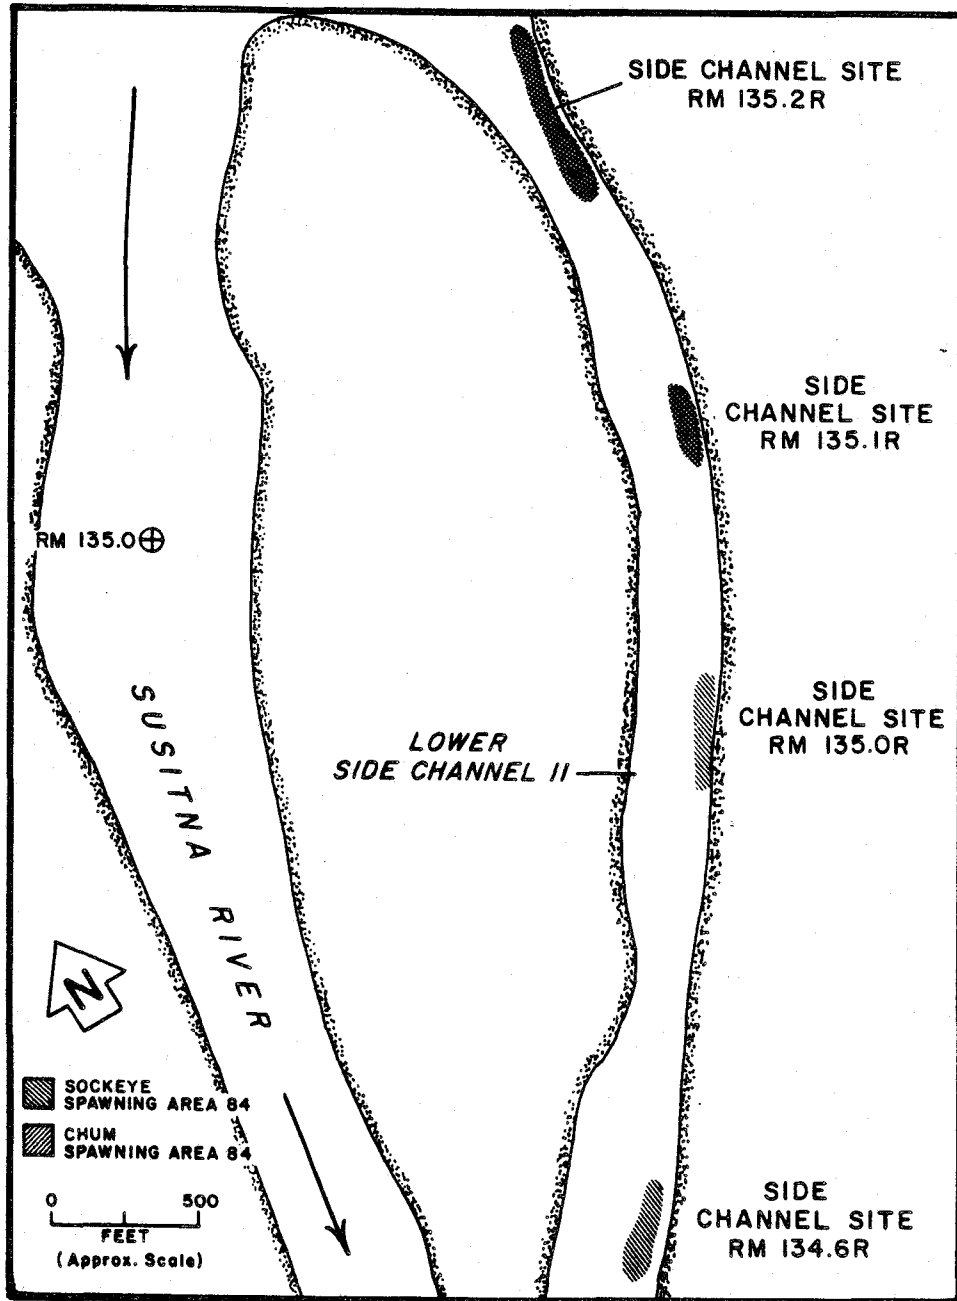 SIDE CHANNEL SITE
RM 135.2R
SIDE
CHANNEL SITE
RM 135.1R
RM 135.0
SIDE
CHANNEL SITE
RM 135.0R
SUSITNA RIVER
LOWER
SIDE CHANNEL 11
N
SOCKEYE
SPAWNING AREA 84
CHUM
SPAWNING AREA 84
0 500
FEET
(Approx. Scale)
SIDE
CHANNEL SITE
RM 134.6R